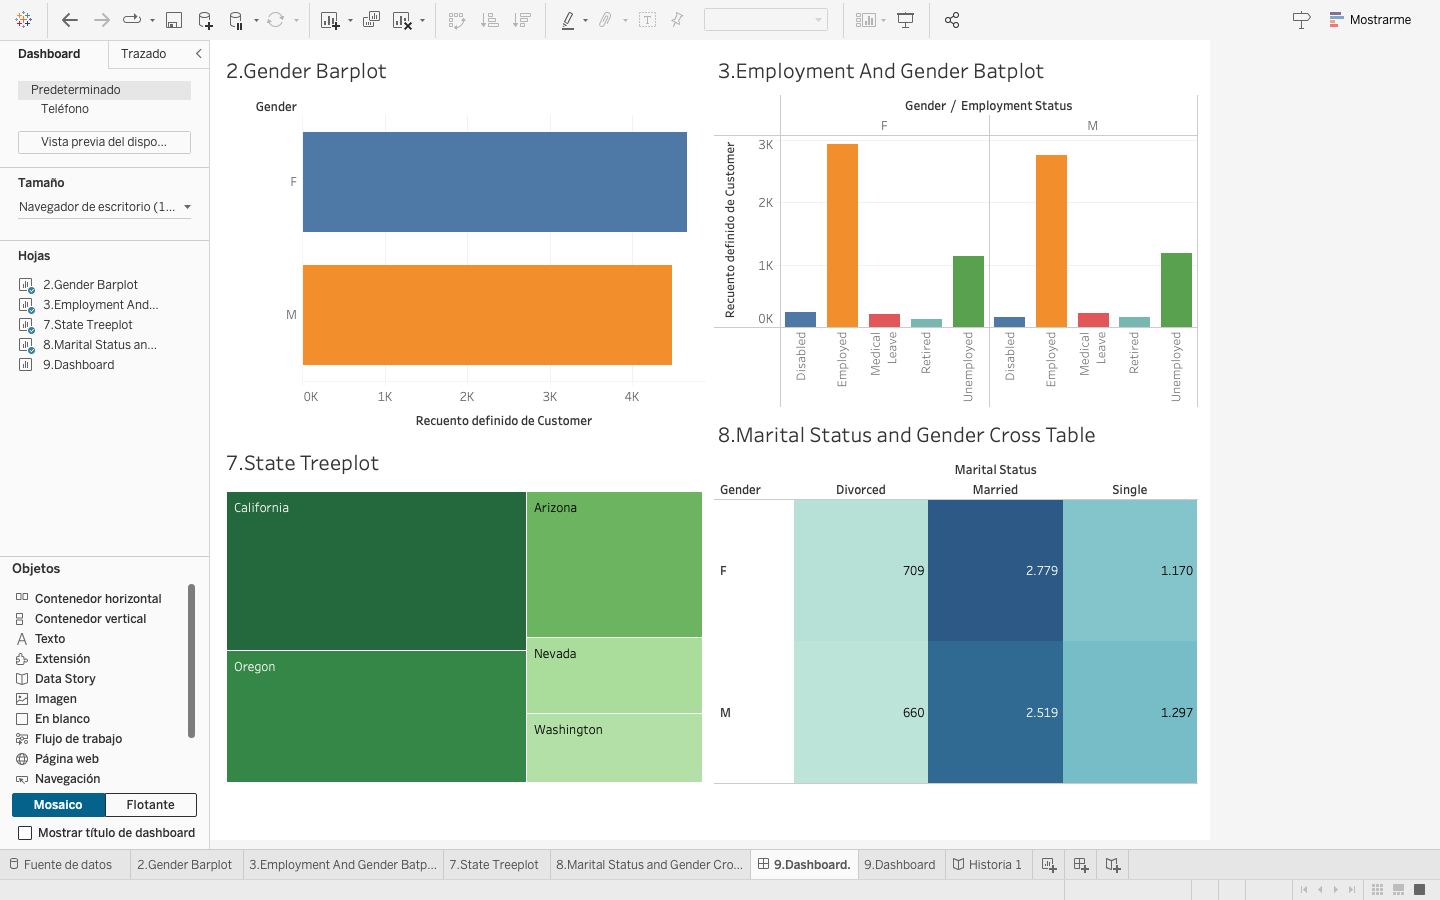 Mostrarme
Dashboard
Trazado
Predeterminado
Teléfono
Vista previa del dispo...
Tamaño
Navegador de escritorio (1...
Hojas
2.Gender Barplot
3.Employment And...
7.State Treeplot
8.Marital Status an...
9.Dashboard
Objetos
Contenedor horizontal
Contenedor vertical
Texto
Extensión
Data Story
Imagen
En blanco
Flujo de trabajo
Página web
Navegación
Mosaico
Flotante
Mostrar título de dashboard
2.Gender Barplot
Gender
F
M
0K 1K 2K 3K 4K
Recuento definido de Customer
3.Employment And Gender Batplot
Gender / Employment Status
F M
Recuento definido de Customer
3K
2K
1K
0K
Disabled
Employed
Medical
Leave
Retired
Unemployed
Disabled
Employed
Medical
Leave
Retired
Unemployed
7.State Treeplot
California
Arizona
Oregon
Nevada
Washington
8.Marital Status and Gender Cross Table
Marital Status
Gender Divorced Married Single
F 709 2.779 1.170
M 660 2.519 1.297
Fuente de datos
2.Gender Barplot
3.Employment And Gender Batp...
7.State Treeplot
8.Marital Status and Gender Cro...
9.Dashboard.
9.Dashboard
Historia 1